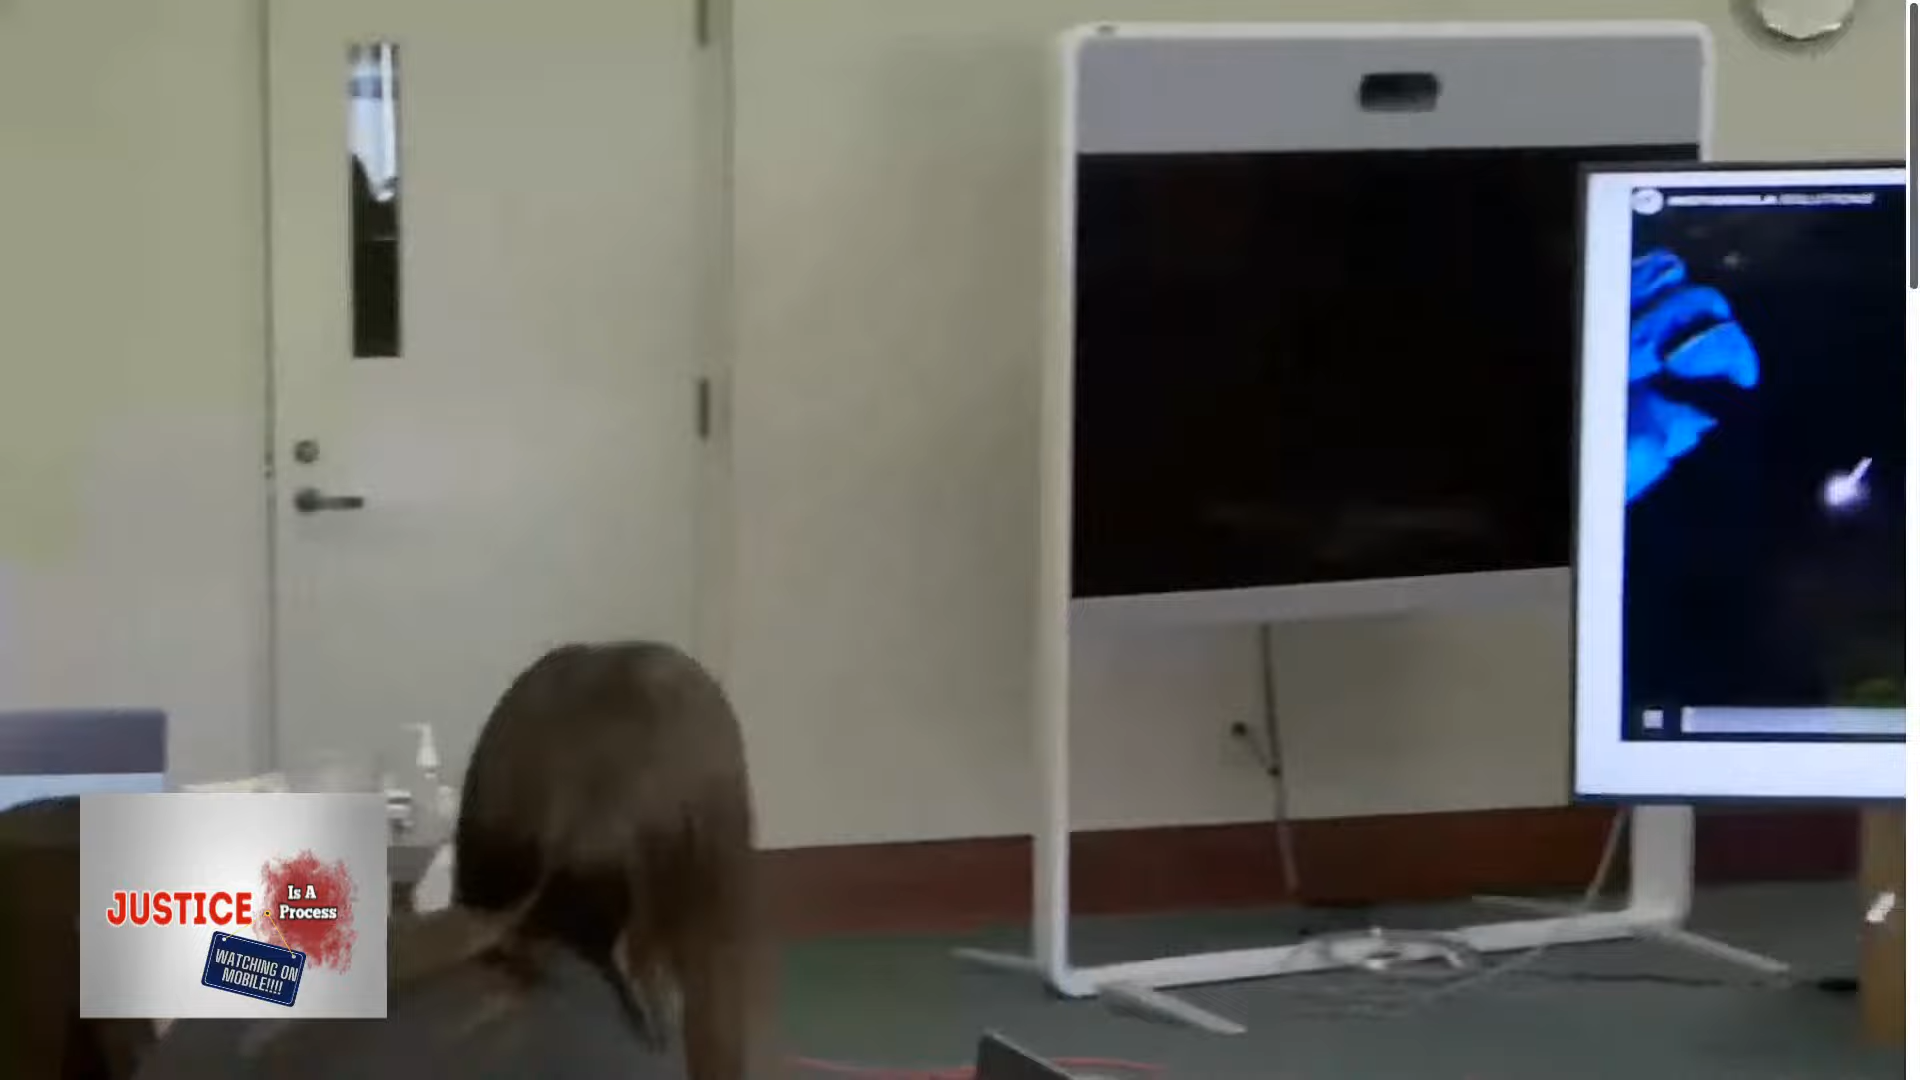 JUSTICE
Is A
Process
WATCHING ON
MOBILE!!!!